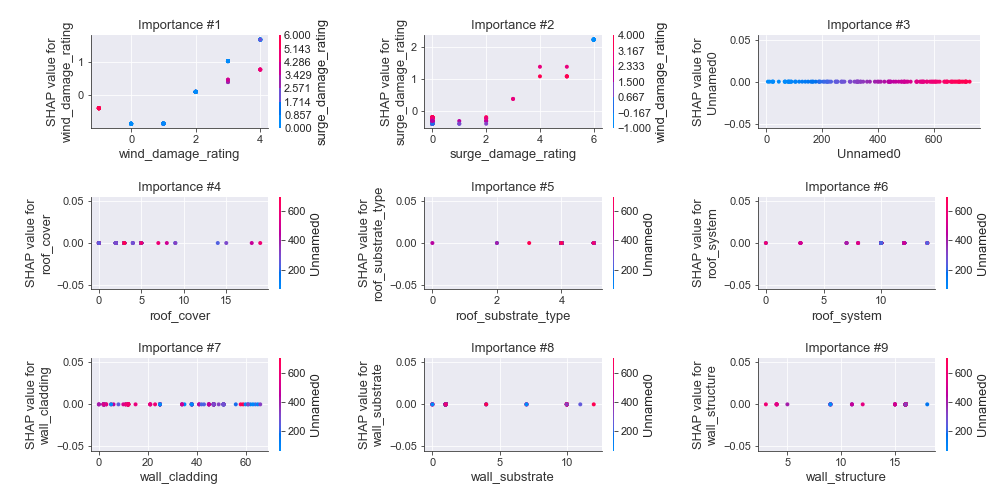 Importance #1
SHAP value for
wind_damage_rating
1
0
0
2
4
wind_damage_rating
6.000
5.143
4.286
3.429
2.571
1.714
0.857
0.000
surge_damage_rating
Importance #2
SHAP value for
surge_damage_rating
2
1
0
0
2
4
6
surge_damage_rating
4.000
3.167
2.333
1.500
0.667
−0.167
−1.000
wind_damage_rating
Importance #3
SHAP value for
Unnamed0
0.05
0.00
−0.05
0
200
400
600
Unnamed0
Importance #4
SHAP value for
roof_cover
0.05
0.00
−0.05
0
5
10
15
roof_cover
600
400
200
Unnamed0
Importance #5
SHAP value for
roof_substrate_type
0.05
0.00
−0.05
0
2
4
roof_substrate_type
600
400
200
Unnamed0
Importance #6
SHAP value for
roof_system
0.05
0.00
−0.05
0
5
10
roof_system
600
400
200
Unnamed0
Importance #7
SHAP value for
wall_cladding
0.05
0.00
−0.05
0
20
40
60
wall_cladding
600
400
200
Unnamed0
Importance #8
SHAP value for
wall_substrate
0.05
0.00
−0.05
0
5
10
wall_substrate
600
400
200
Unnamed0
Importance #9
SHAP value for
wall_structure
0.05
0.00
−0.05
5
10
15
wall_structure
600
400
200
Unnamed0